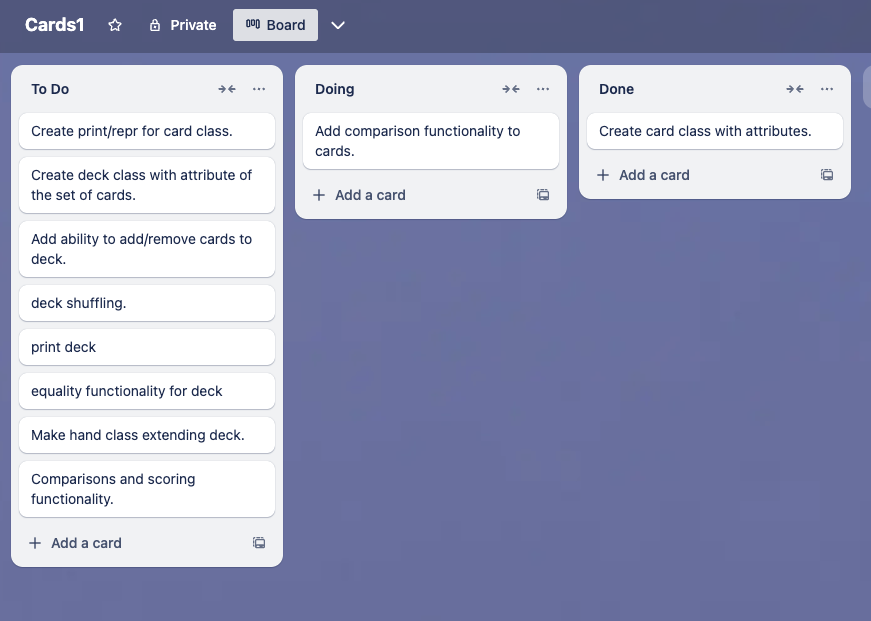 Cards1 Private Board
To Do
Create print/repr for card class.
Create deck class with attribute of
the set of cards.
Add ability to add/remove cards to
deck.
deck shuffling.
print deck
equality functionality for deck
Make hand class extending deck.
Comparisons and scoring
functionality.
Add a card
Doing
Add comparison functionality to
cards.
Add a card
Done
Create card class with attributes.
Add a card